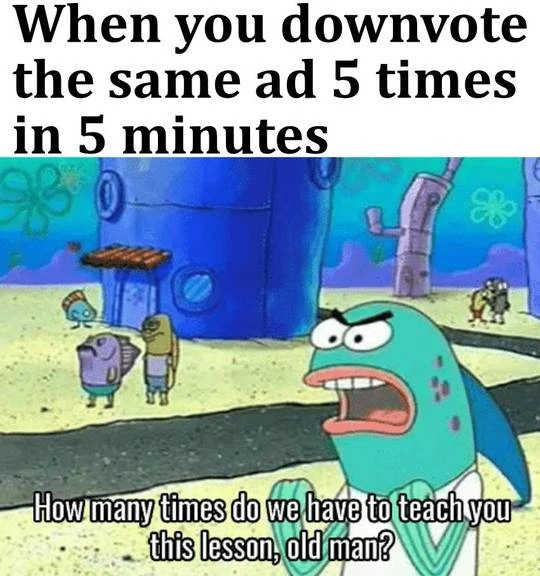 When you downvote
the same ad 5 times
in 5 minutes
How many times do we have to teach you
this lesson, old man?